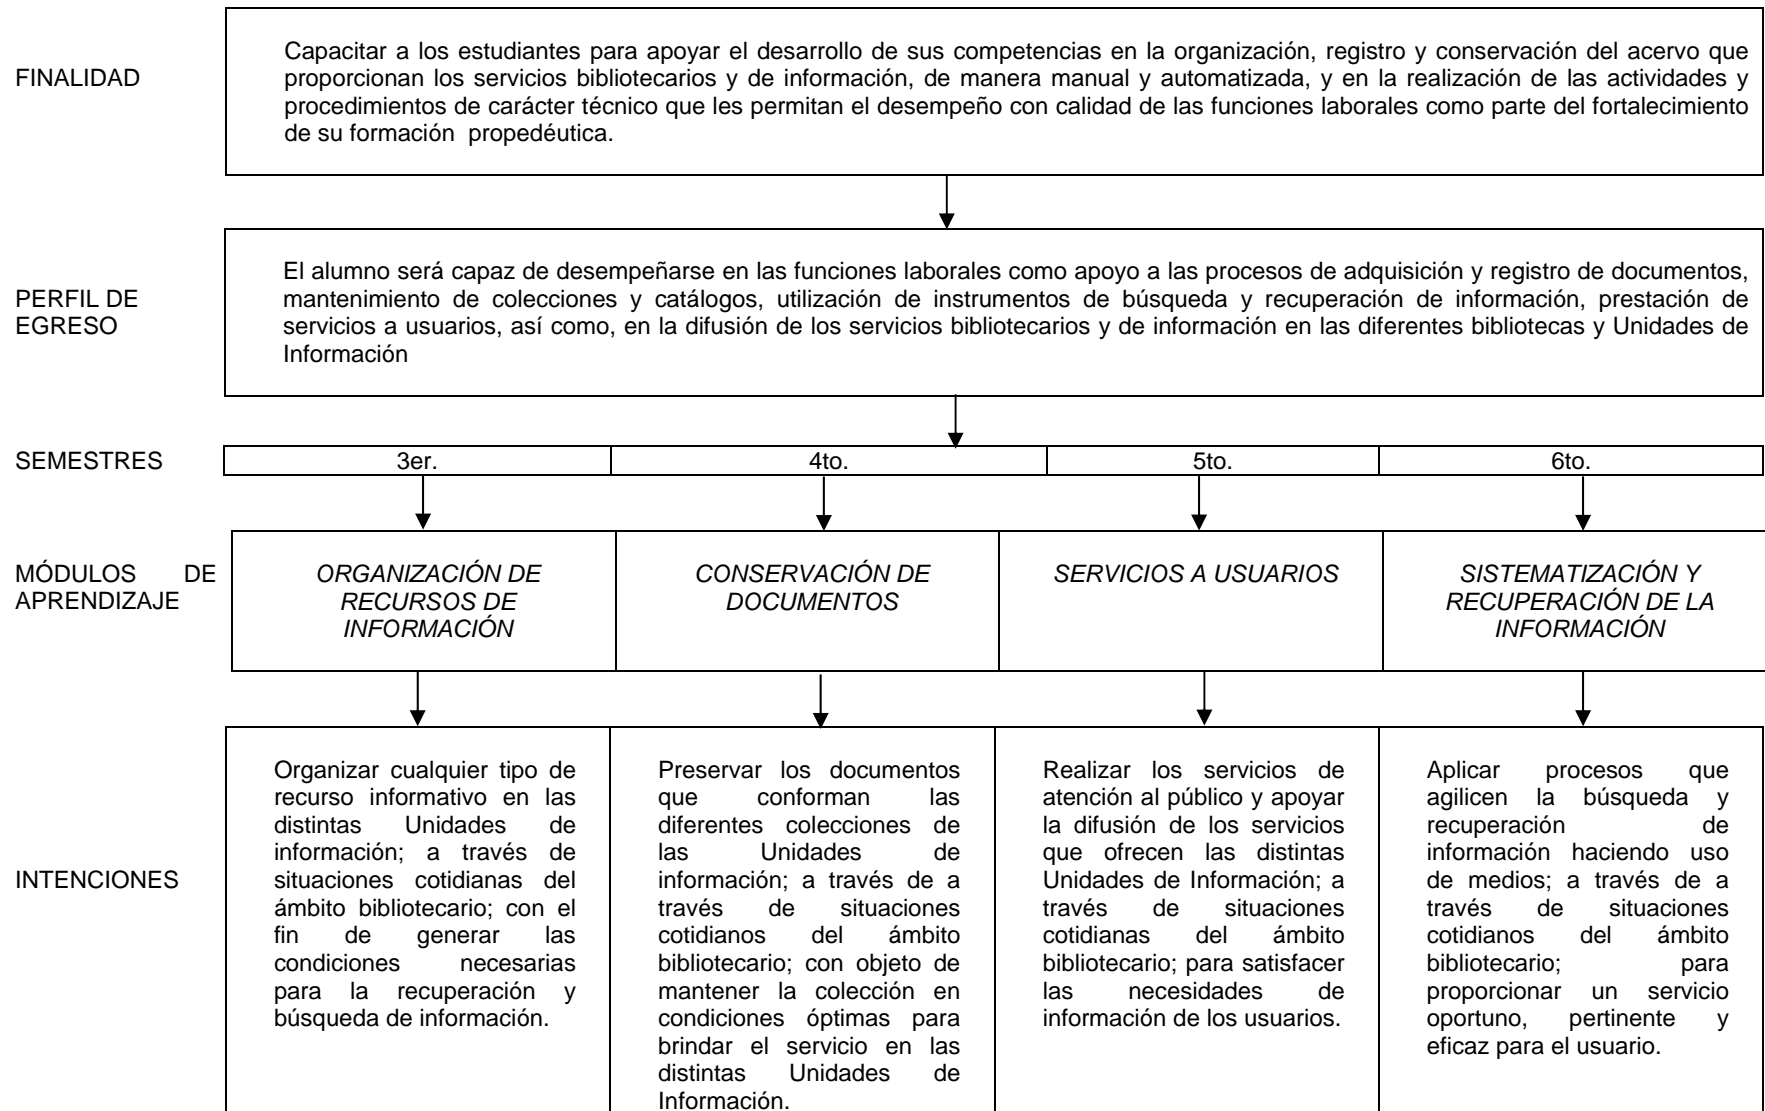 FINALIDAD
Capacitar a los estudiantes para apoyar el desarrollo de sus competencias en la organización, registro y conservación del acervo que
proporcionan los servicios bibliotecarios y de información, de manera manual y automatizada, y en la realización de las actividades y
procedimientos de carácter técnico que les permitan el desempeño con calidad de las funciones laborales como parte del fortalecimiento
de su formación propedéutica.
PERFIL DE
EGRESO
El alumno será capaz de desempeñarse en las funciones laborales como apoyo a las procesos de adquisición y registro de documentos,
mantenimiento de colecciones y catálogos, utilización de instrumentos de búsqueda y recuperación de información, prestación de
servicios a usuarios, así como, en la difusión de los servicios bibliotecarios y de información en las diferentes bibliotecas y Unidades de
Información
SEMESTRES
3er.
4to.
5to.
6to.
MÓDULOS DE
APRENDIZAJE
ORGANIZACIÓN DE
RECURSOS DE
INFORMACIÓN
CONSERVACIÓN DE
DOCUMENTOS
SERVICIOS A USUARIOS
SISTEMATIZACIÓN Y
RECUPERACIÓN DE LA
INFORMACIÓN
INTENCIONES
Organizar cualquier tipo de
recurso informativo en las
distintas Unidades de
información; a través de
situaciones cotidianas del
ámbito bibliotecario; con el
fin de generar las
condiciones necesarias
para la recuperación y
búsqueda de información.
Preservar los documentos
que conforman las
diferentes colecciones de
las Unidades de
información; a través de a
través de situaciones
cotidianos del ámbito
bibliotecario; con objeto de
mantener la colección en
condiciones óptimas para
brindar el servicio en las
distintas Unidades de
Información.
Realizar los servicios de
atención al público y apoyar
la difusión de los servicios
que ofrecen las distintas
Unidades de Información; a
través de situaciones
cotidianas del ámbito
bibliotecario; para satisfacer
las necesidades de
información de los usuarios.
Aplicar procesos que
agilicen la búsqueda y
recuperación de
información haciendo uso
de medios; a través de a
través de situaciones
cotidianos del ámbito
bibliotecario; para
proporcionar un servicio
oportuno, pertinente y
eficaz para el usuario.